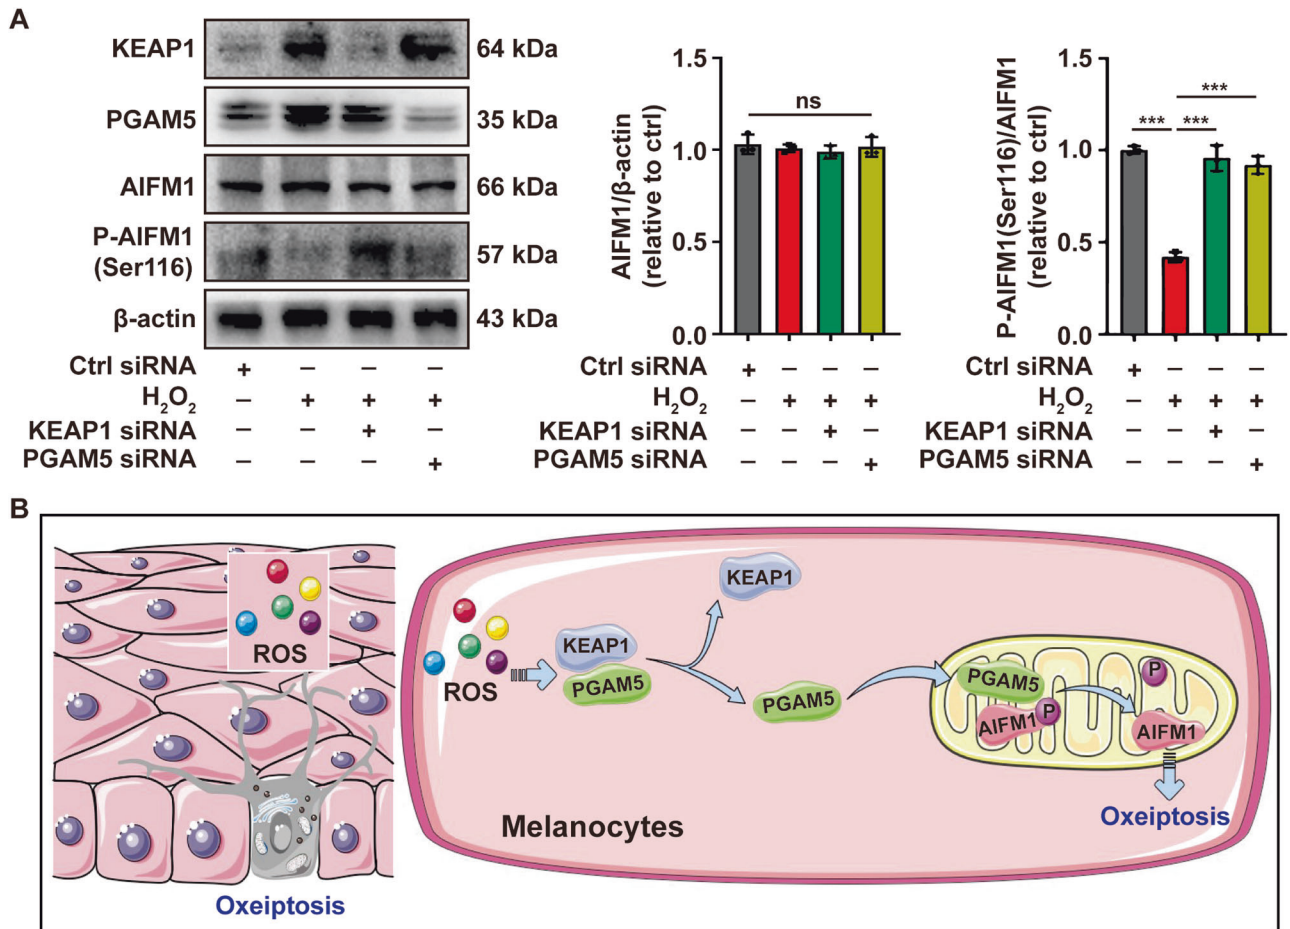 A
KEAP1 64 kDa
PGAM5 35 kDa
AIFM1 66 kDa
P-AIFM1
(Ser116) 57 kDa
β-actin 43 kDa
Ctrl siRNA + – – –
H₂O₂ – + + +
KEAP1 siRNA – – + –
PGAM5 siRNA – – – +
AIFM1/β-actin
(relative to ctrl)
1.5
1.0
0.5
0.0
ns
Ctrl siRNA + – – –
H₂O₂ – + + +
KEAP1 siRNA – – + –
PGAM5 siRNA – – – +
P-AIFM1(Ser116)/AIFM1
(relative to ctrl)
1.5
1.0
0.5
0.0
***
*** ***
Ctrl siRNA + – – –
H₂O₂ – + + +
KEAP1 siRNA – – + –
PGAM5 siRNA – – – +
B
ROS
Oxeiptosis
ROS
KEAP1
PGAM5
KEAP1
PGAM5
PGAM5
AIFM1
P
P
AIFM1
Oxeiptosis
Melanocytes